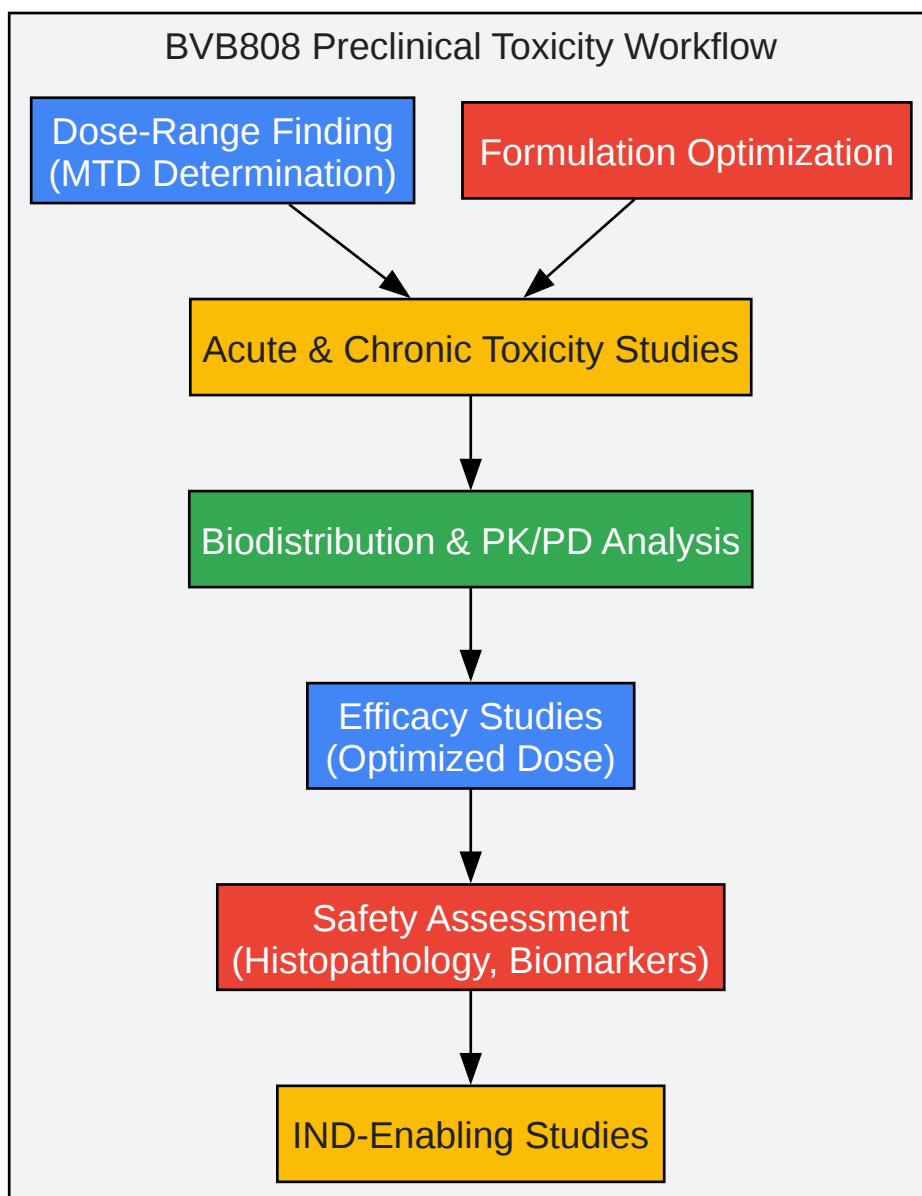 BVB808 Preclinical Toxicity Workflow
Dose-Range Finding
(MTD Determination)
Formulation Optimization
Acute & Chronic Toxicity Studies
Biodistribution & PK/PD Analysis
Efficacy Studies
(Optimized Dose)
Safety Assessment
(Histopathology, Biomarkers)
IND-Enabling Studies